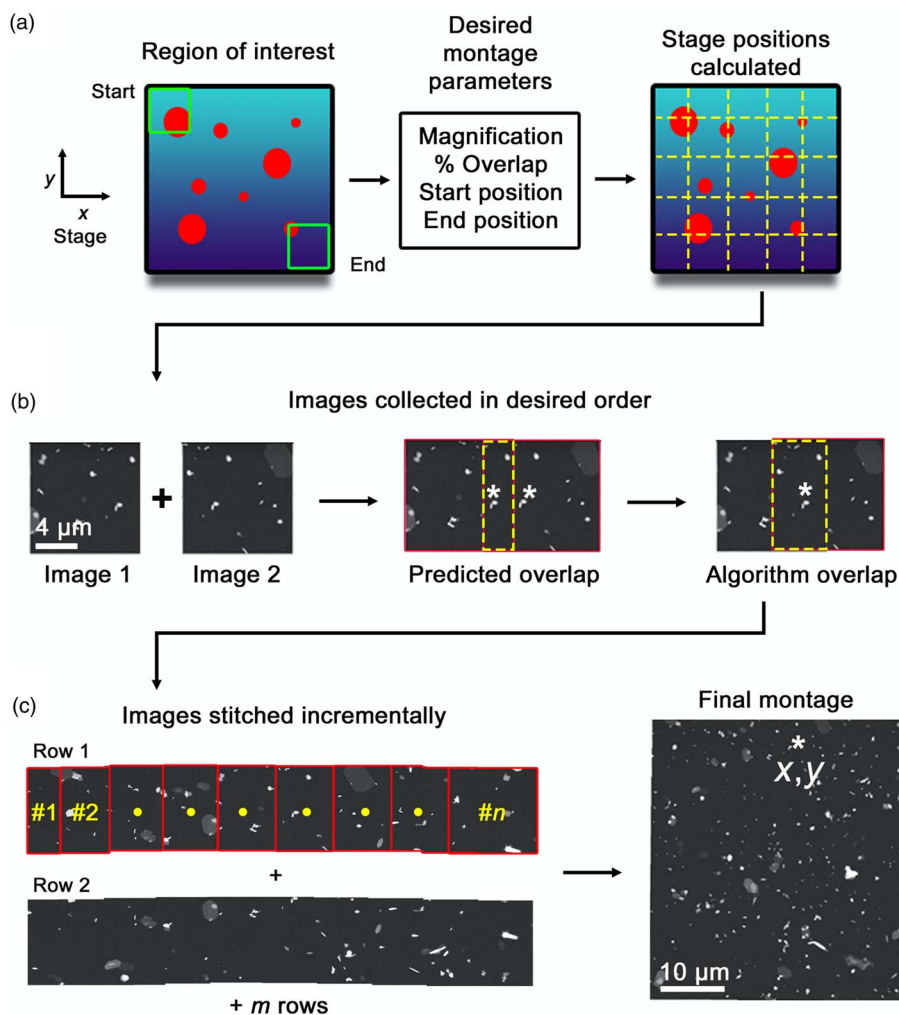 (a)
Region of interest
Desired
montage
parameters
Stage positions
calculated
Start
Magnification
% Overlap
Start position
End position
y
x
Stage
End
(b)
Images collected in desired order
+
*
*
*
4 µm
Image 1
Image 2
Predicted overlap
Algorithm overlap
(c)
Images stitched incrementally
Final montage
Row 1
#1
#2
#n
*
x,y
+
Row 2
10 µm
+ m rows